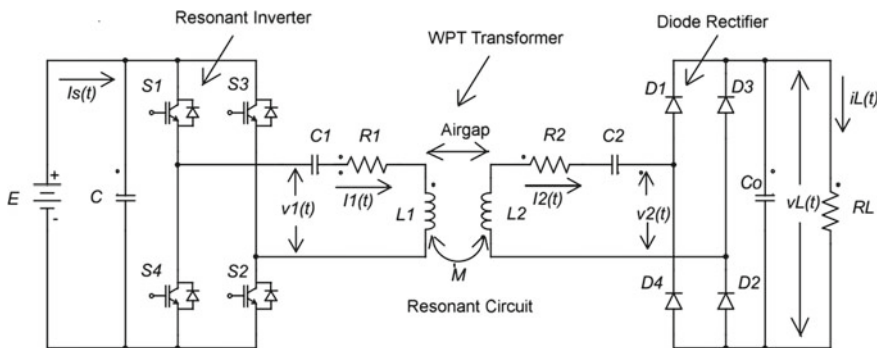 Resonant Inverter
Diode Rectifier
WPT Transformer
Is(t)
S1
S3
D1
D3
iL(t)
C1
R1
Airgap
R2
C2
E
+
-
C
v1(t)
I1(t)
L1
L2
I2(t)
v2(t)
Co
vL(t)
RL
M
S4
S2
D4
D2
Resonant Circuit